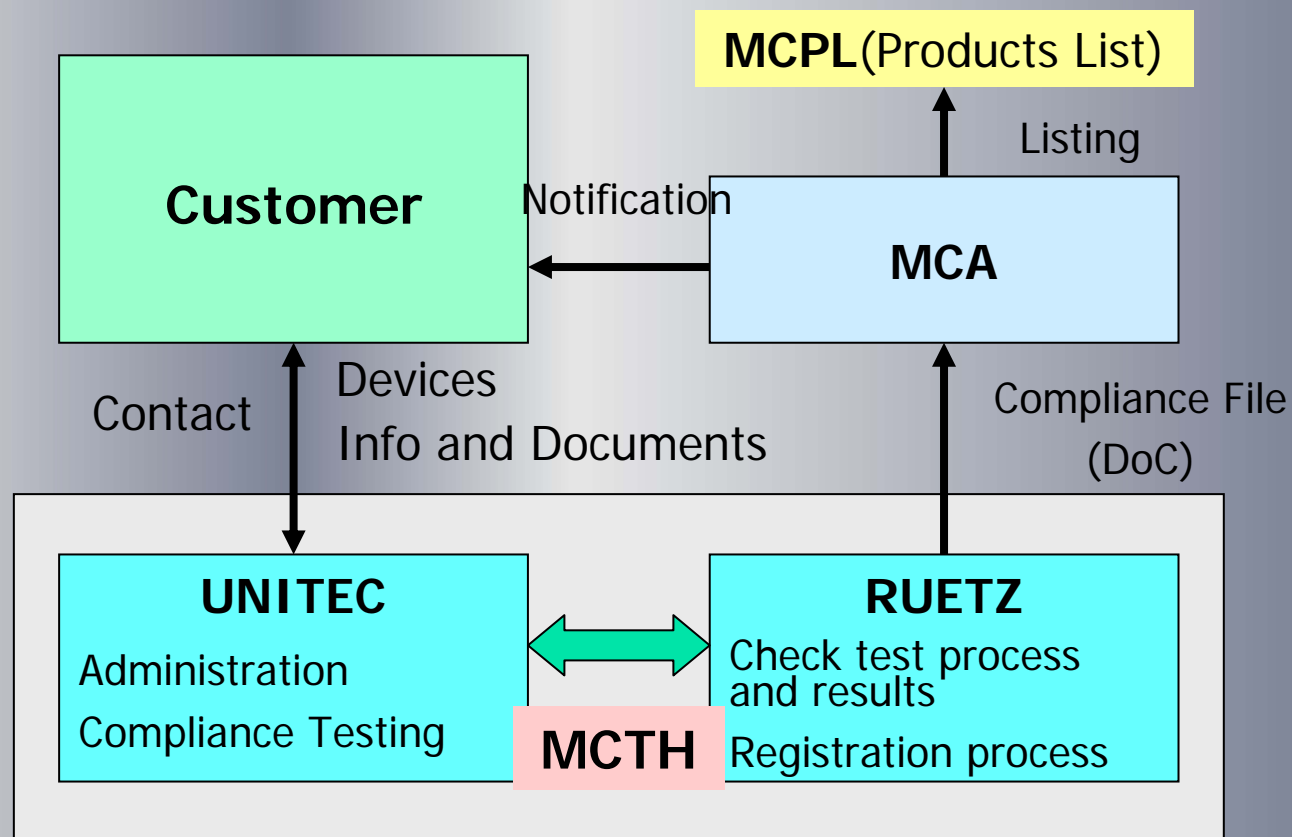 MCPL(Products List)
Listing
Customer
Notification
MCA
Contact
Devices
Info and Documents
Compliance File
(DoC)
UNITEC
Administration
Compliance Testing
RUETZ
Check test process
and results
Registration process
MCTH